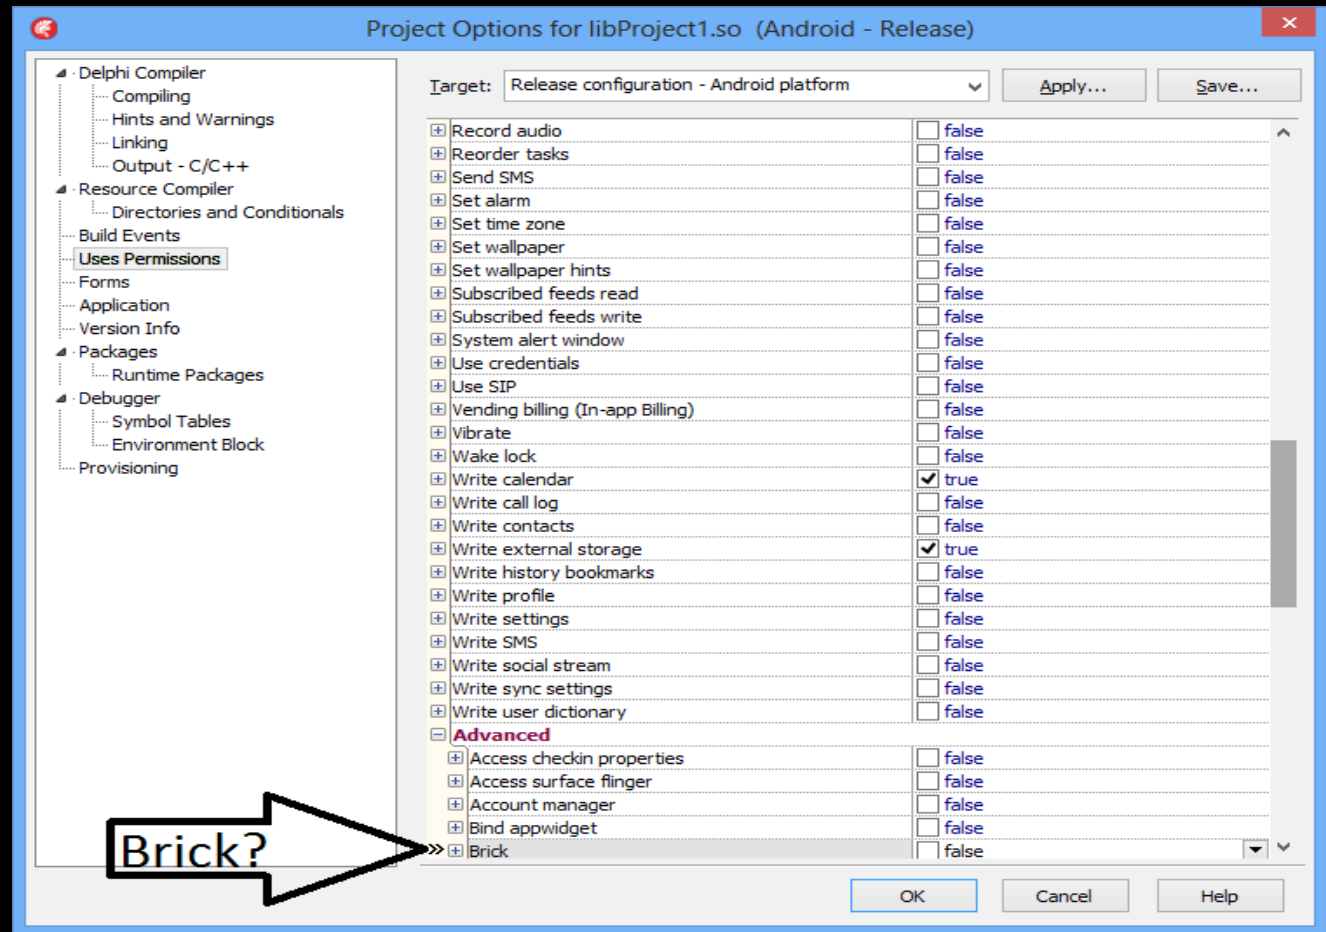 Project Options for libProject1.so (Android - Release)
Delphi Compiler
Compiling
Hints and Warnings
Linking
Output - C/C++
Resource Compiler
Directories and Conditionals
Build Events
Uses Permissions
Forms
Application
Version Info
Packages
Runtime Packages
Debugger
Symbol Tables
Environment Block
Provisioning
Target: Release configuration - Android platform Apply... Save...
Record audio false
Reorder tasks false
Send SMS false
Set alarm false
Set time zone false
Set wallpaper false
Set wallpaper hints false
Subscribed feeds read false
Subscribed feeds write false
System alert window false
Use credentials false
Use SIP false
Vending billing (In-app Billing) false
Vibrate false
Wake lock false
Write calendar true
Write call log false
Write contacts false
Write external storage true
Write history bookmarks false
Write profile false
Write settings false
Write SMS false
Write social stream false
Write sync settings false
Write user dictionary false
Advanced
Access checkin properties false
Access surface flinger false
Account manager false
Bind appwidget false
Brick false
Brick?
OK Cancel Help